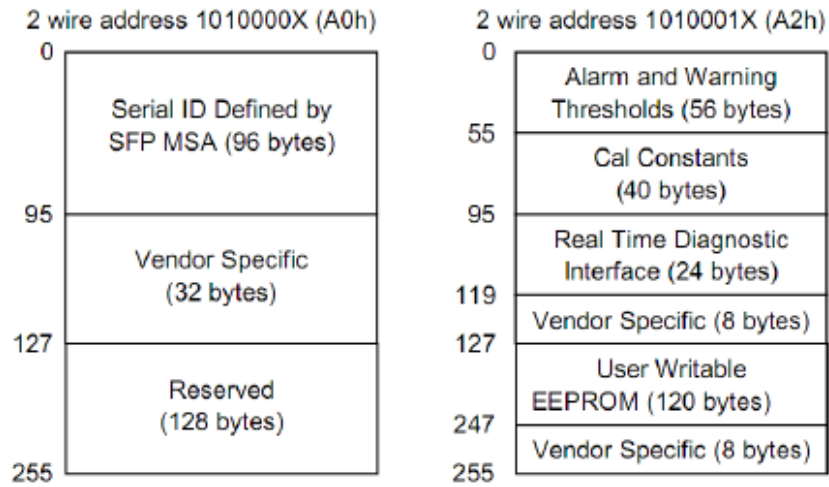 2 wire address 1010000X (A0h)
0
Serial ID Defined by
SFP MSA (96 bytes)
95
Vendor Specific
(32 bytes)
127
Reserved
(128 bytes)
255
2 wire address 1010001X (A2h)
0
Alarm and Warning
Thresholds (56 bytes)
55
Cal Constants
(40 bytes)
95
Real Time Diagnostic
Interface (24 bytes)
119
Vendor Specific (8 bytes)
127
User Writable
EEPROM (120 bytes)
247
Vendor Specific (8 bytes)
255